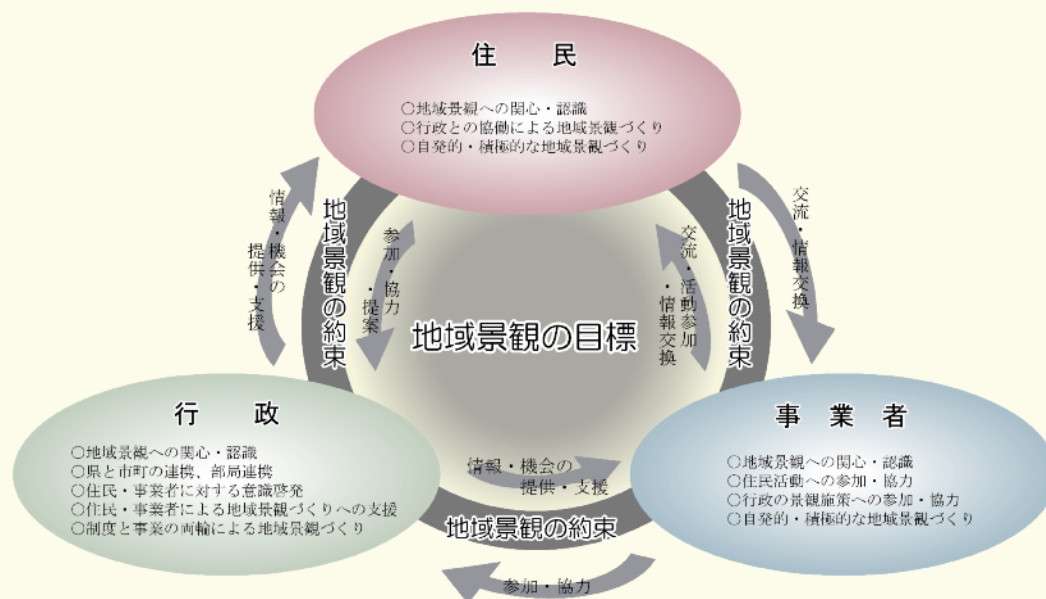 住　民
○地域景観への関心・認識
○行政との協働による地域景観づくり
○自発的・積極的な地域景観づくり
情報・機会の
提供・支援
地域景観の約束
参加・協力
・提案
地域景観の目標
交流・活動参加
・情報交換
地域景観の約束
交流・情報交換
行　政
○地域景観への関心・認識
○県と市町の連携、部局連携
○住民・事業者に対する意識啓発
○住民・事業者による地域景観づくりへの支援
○制度と事業の両輪による地域景観づくり
情報・機会の
提供・支援
地域景観の約束
参加・協力
事　業　者
○地域景観への関心・認識
○住民活動への参加・協力
○行政の景観施策への参加・協力
○自発的・積極的な地域景観づくり